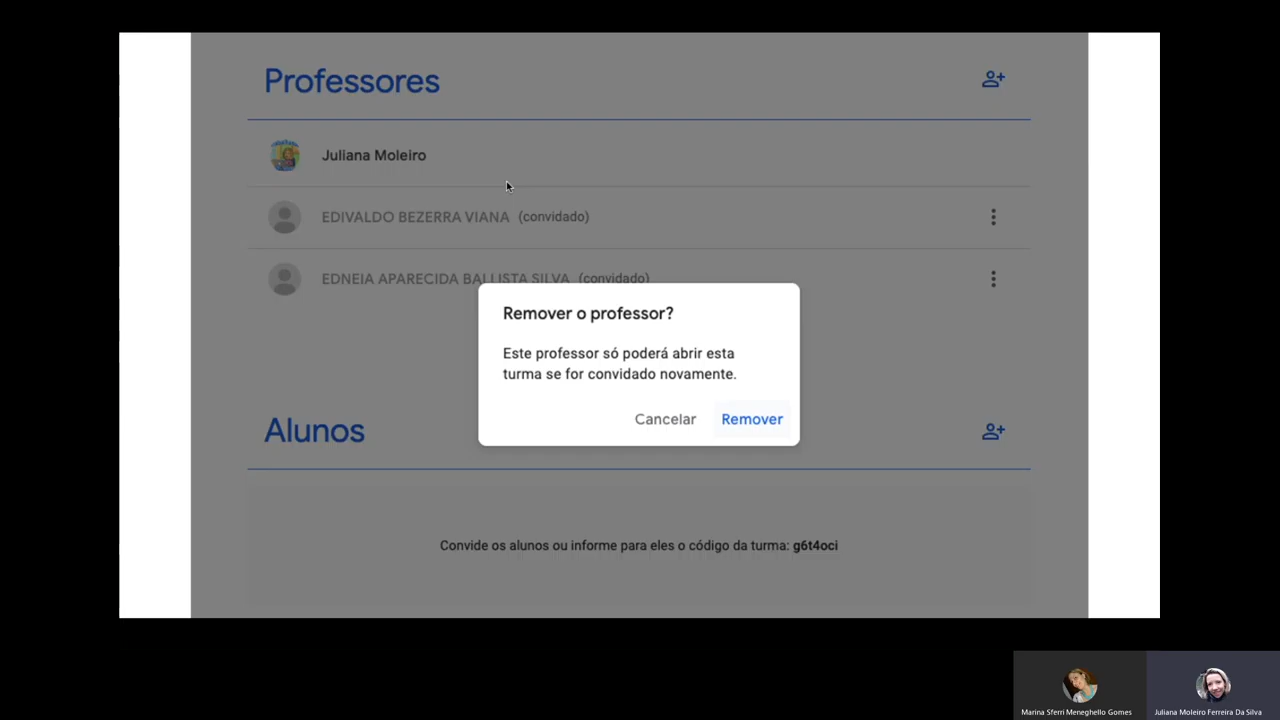 Professores
Juliana Moleiro
EDIVALDO BEZERRA VIANA (convidado)
EDNEIA APARECIDA BALLISTA SILVA (convidado)
Remover o professor?
Este professor só poderá abrir esta
turma se for convidado novamente.
Cancelar Remover
Alunos
Convide os alunos ou informe para eles o código da turma: g6t4oci
Marina Sferri Meneghello Gomes
Juliana Moleiro Ferreira Da Silva